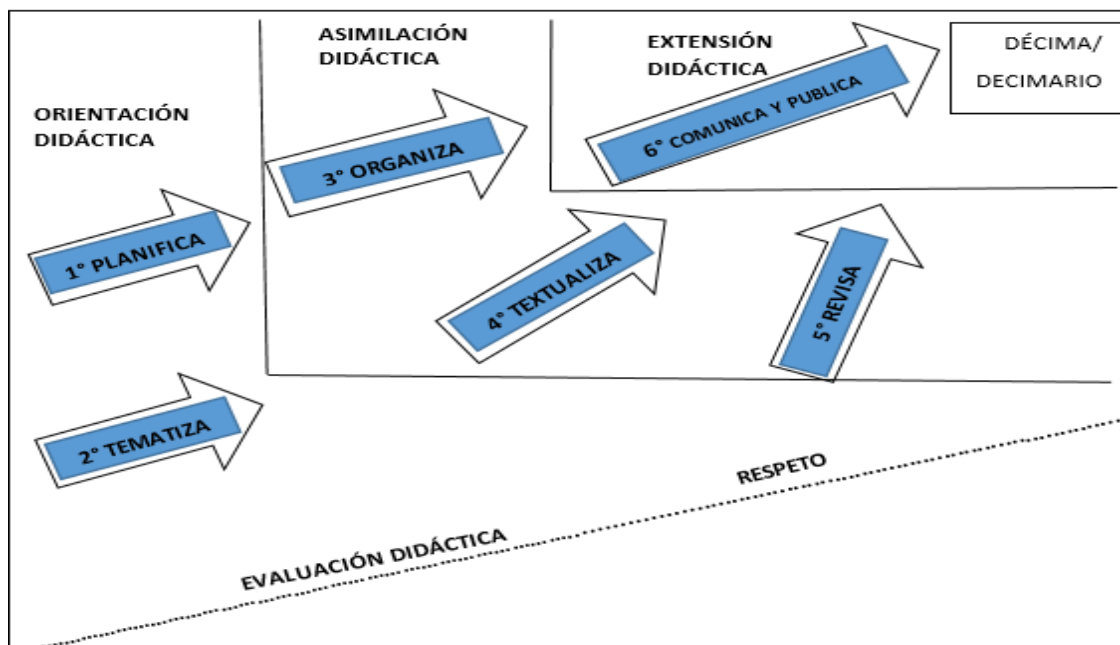 ORIENTACIÓN
DIDÁCTICA
1° PLANIFICA
2° TEMATIZA
ASIMILACIÓN
DIDÁCTICA
3° ORGANIZA
4° TEXTUALIZA
5° REVISA
EXTENSIÓN
DIDÁCTICA
6° COMUNICA Y PUBLICA
DÉCIMA/
DECIMARIO
EVALUACIÓN DIDÁCTICA
RESPETO